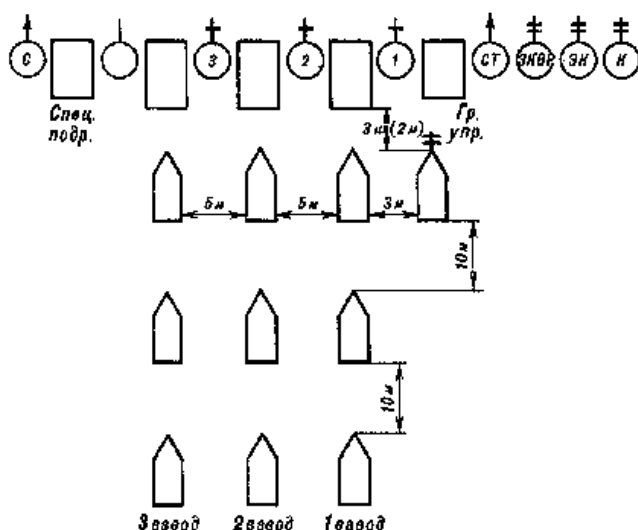 С 3 2 1 СТ ЗКВР ЗК К
Спец.
подр.
Гр.
упр.
3 м (2 м)
5 м 5 м 3 м
10 м
10 м
3 взвод 2 взвод 1 взвод